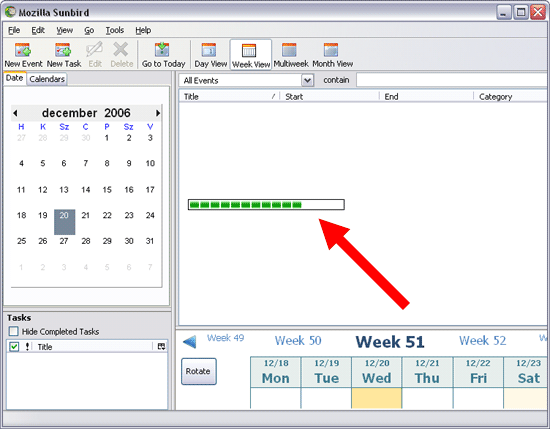 Mozilla Sunbird
File Edit View Go Tools Help
New Event New Task Edit Delete Go to Today Day View Week View Multiweek Month View
Date Calendars
All Events contain
Title Start End Category
december 2006
H K Sz C P Sz V
27 28 29 30 1 2 3
4 5 6 7 8 9 10
11 12 13 14 15 16 17
18 19 20 21 22 23 24
25 26 27 28 29 30 31
1 2 3 4 5 6 7
Tasks
Hide Completed Tasks
! Title
Week 49 Week 50 Week 51 Week 52
Rotate
12/18 12/19 12/20 12/21 12/22 12/23
Mon Tue Wed Thu Fri Sat